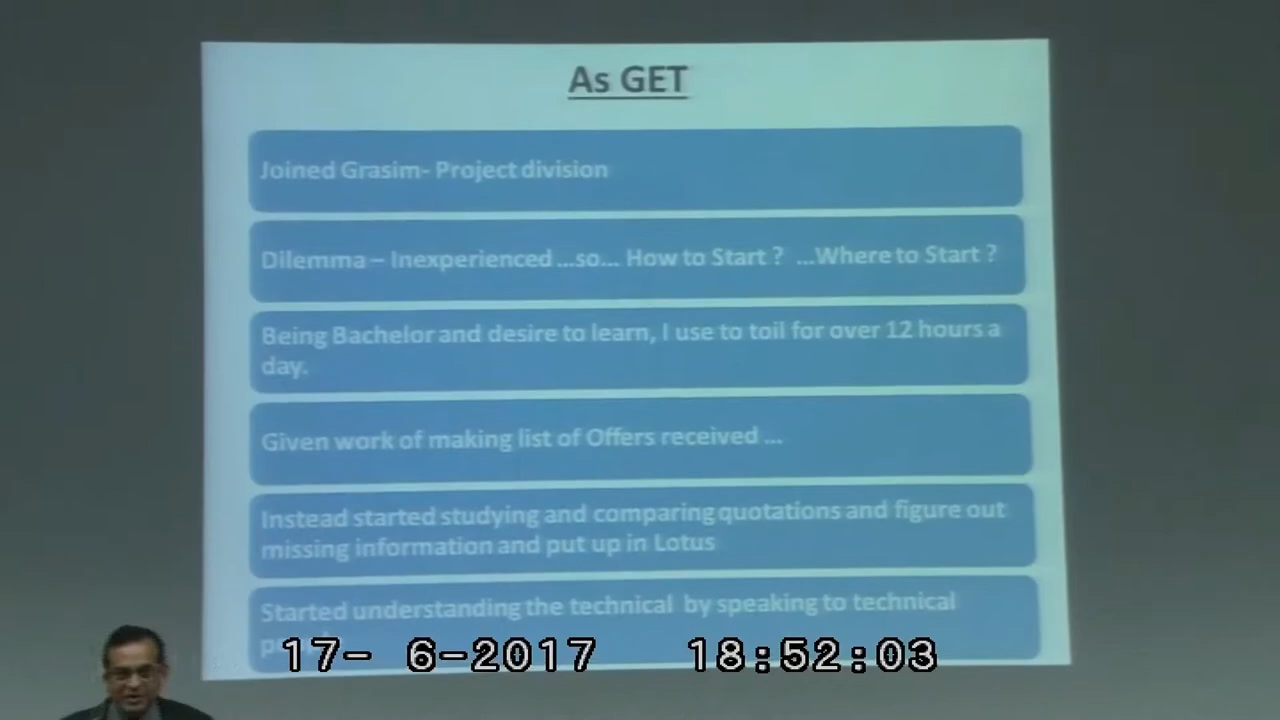 As GET
Joined Grasim- Project division
Dilemma – Inexperienced ...so... How to Start ? ...Where to Start ?
Being Bachelor and desire to learn, I use to toil for over 12 hours a
day.
Given work of making list of Offers received ...
Instead started studying and comparing quotations and figure out
missing information and put up in Lotus
Started understanding the technical by speaking to technical
17- 6-2017 18:52:03